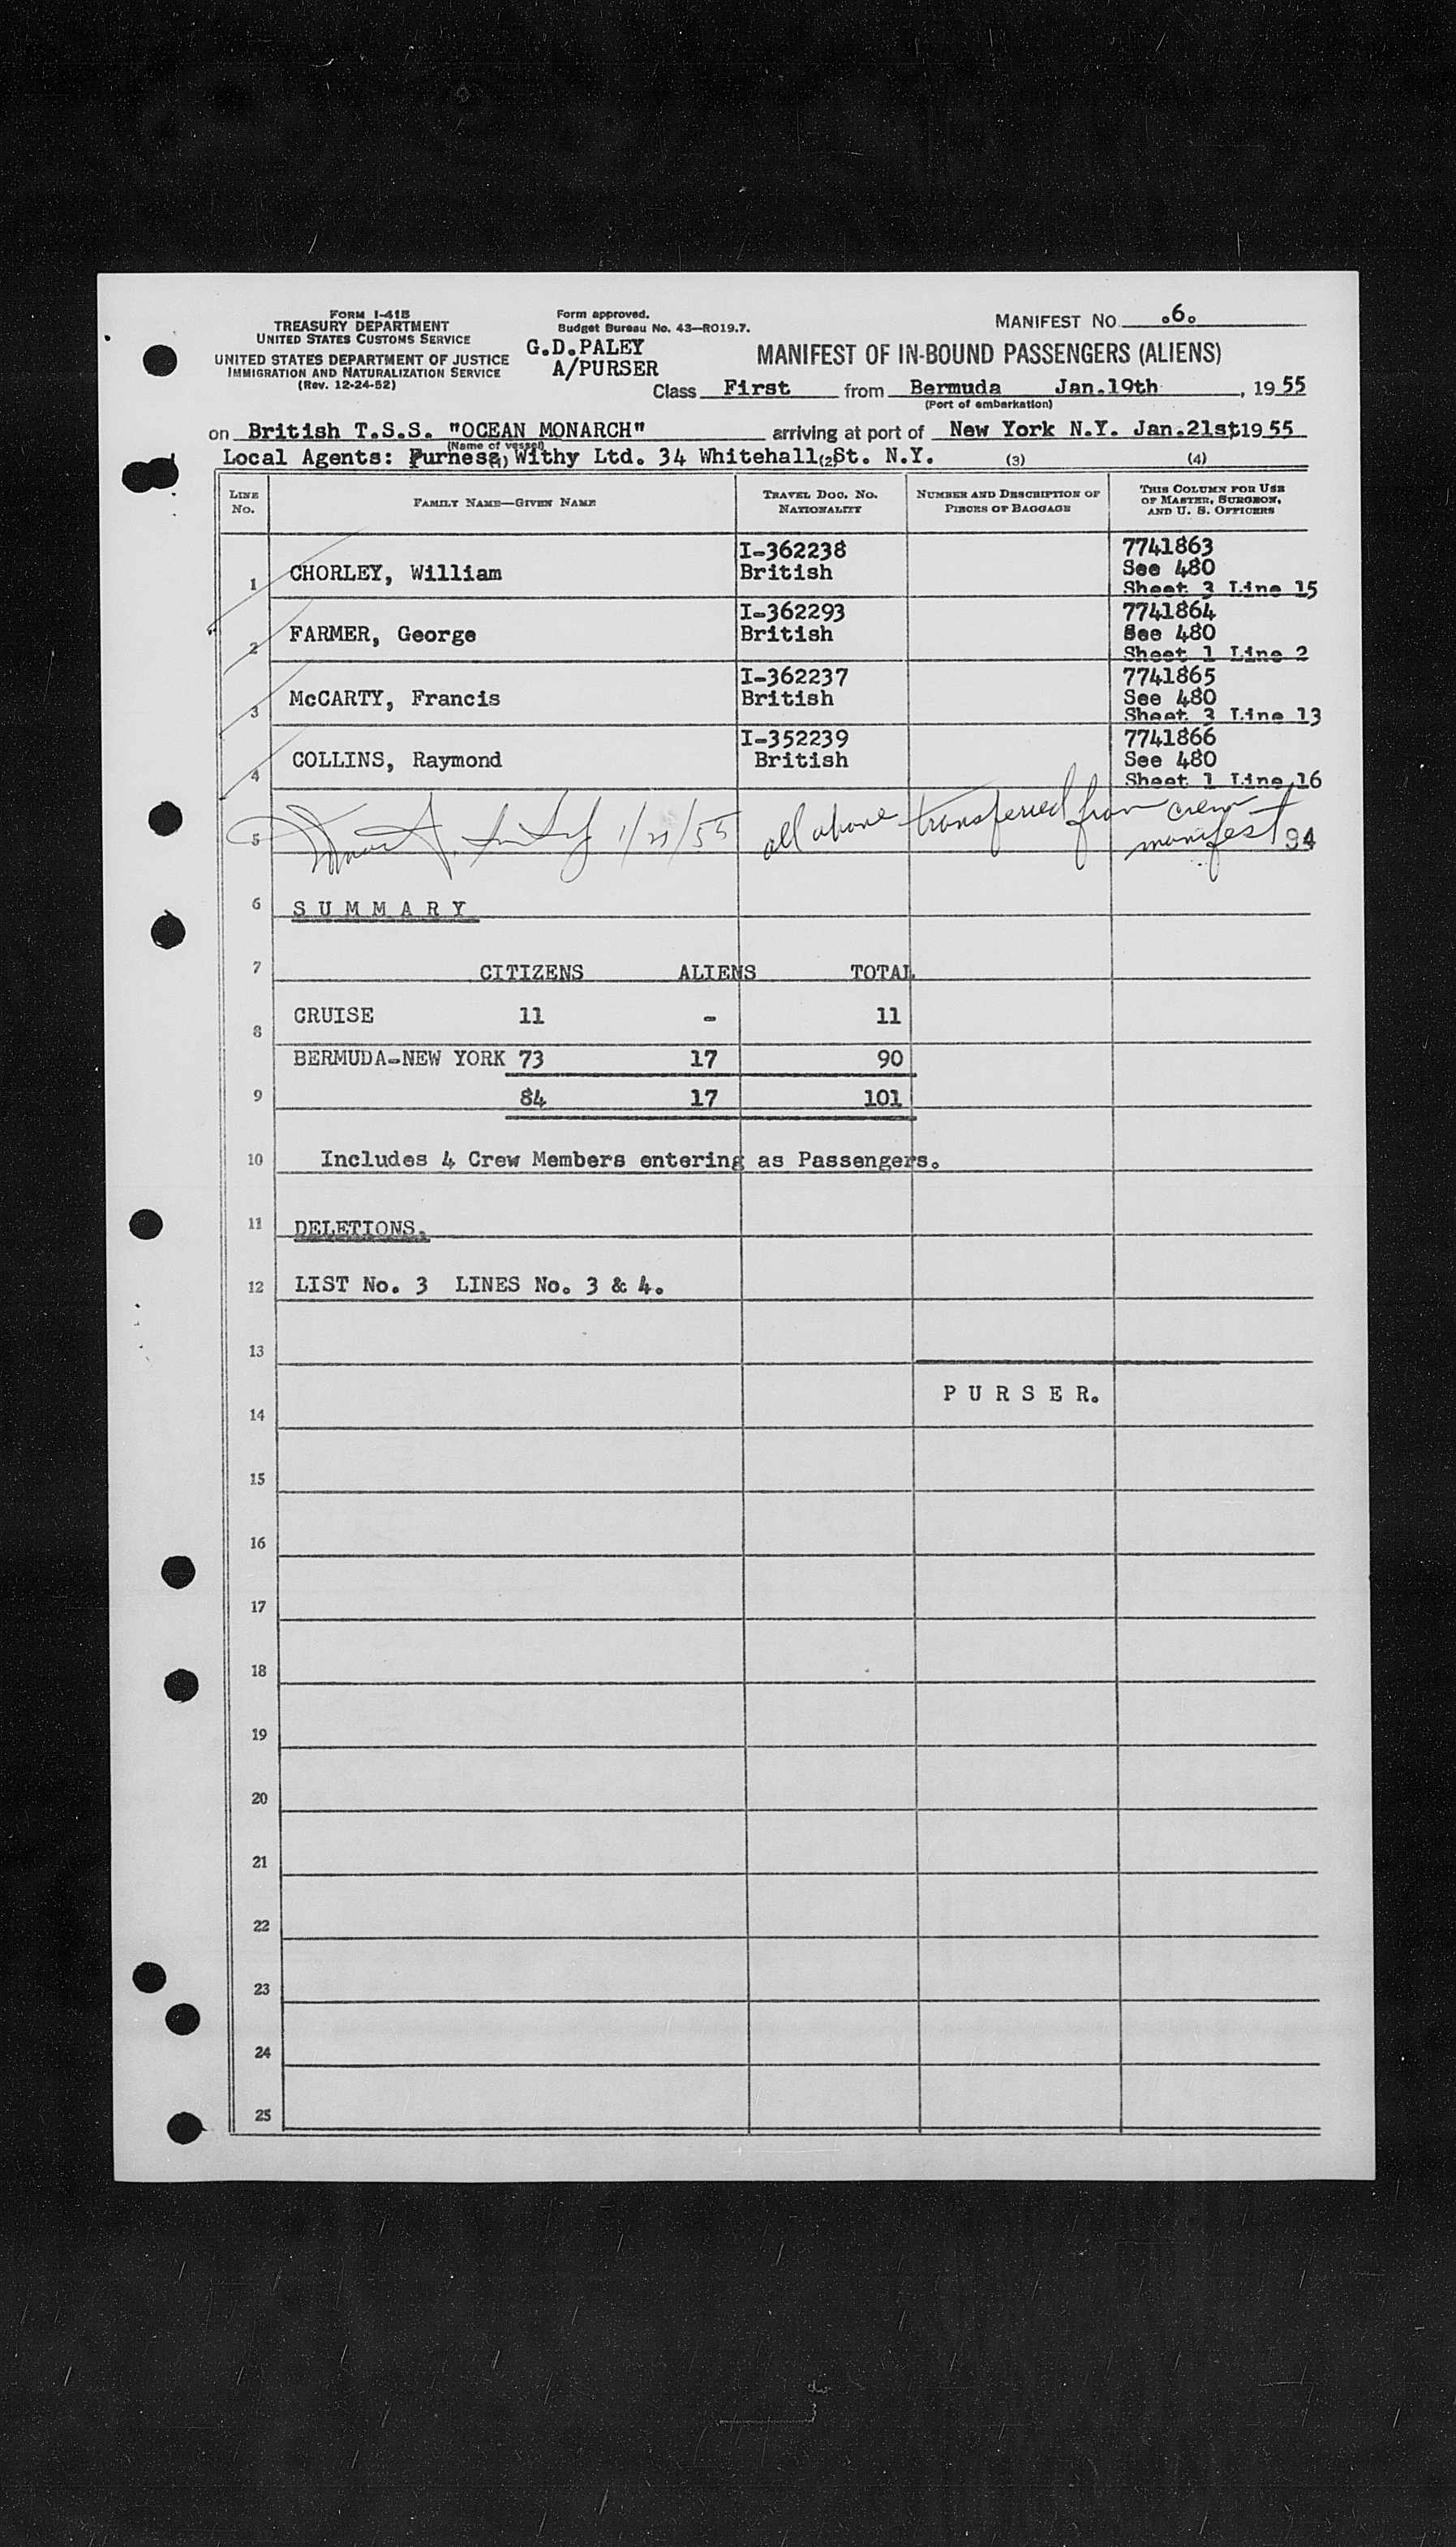 FORM I-415
TREASURY DEPARTMENT
UNITED STATES CUSTOMS SERVICE
UNITED STATES DEPARTMENT OF JUSTICE
IMMIGRATION AND NATURALIZATION SERVICE
(Rev. 12-24-52)
Form approved.
Budget Bureau No. 43—RO19.7.
G.D.PALEY
A/PURSER
MANIFEST NO. .6.
MANIFEST OF IN-BOUND PASSENGERS (ALIENS)
Class First from Bermuda Jan.19th , 19 55
(Port of embarkation)
on British T.S.S. "OCEAN MONARCH" arriving at port of New York N.Y. Jan.21st 19 55
(Name of vessel)
Local Agents: Furness, Withy Ltd. 34 Whitehall St. N.Y.
(1) (2) (3) (4)
LINE NO. FAMILY NAME—GIVEN NAME TRAVEL DOC. NO. NATIONALITY NUMBER AND DESCRIPTION OF PIECES OF BAGGAGE THIS COLUMN FOR USE OF MASTER, SURGEON, AND U. S. OFFICERS
I-362238 7741863
1 CHORLEY, William British See 480
Sheet 3 Line 15
I-362293 7741864
2 FARMER, George British See 480
Sheet 1 Line 2
I-362237 7741865
3 McCARTY, Francis British See 480
Sheet 3 Line 13
I-352239 7741866
4 COLLINS, Raymond British See 480
Sheet 1 Line 16
5 1/21/55 all above transferred from crew
manifest 94
6 SUMMARY
7 CITIZENS ALIENS TOTAL
8 CRUISE 11 - 11
BERMUDA-NEW YORK 73 17 90
9 84 17 101
10 Includes 4 Crew Members entering as Passengers.
11 DELETIONS.
12 LIST No. 3 LINES No. 3 & 4.
13
14 PURSER.
15
16
17
18
19
20
21
22
23
24
25